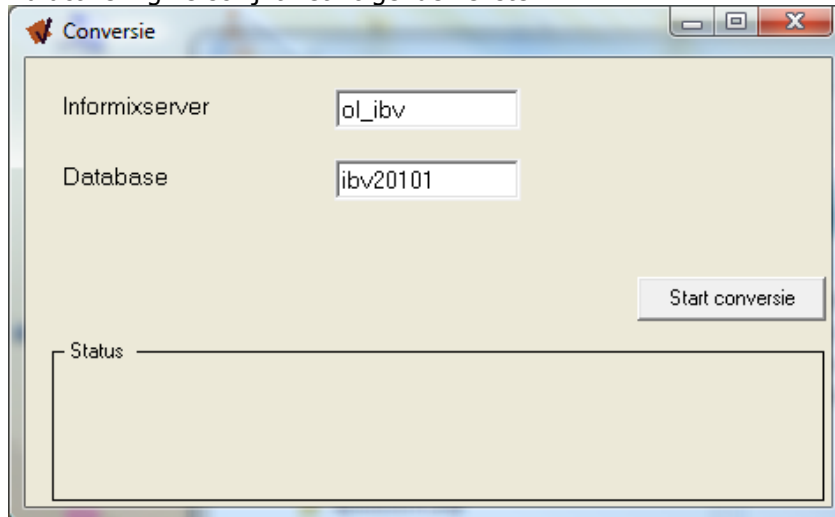 Conversie
Informixserver
ol_ibv
Database
ibv20101
Start conversie
Status